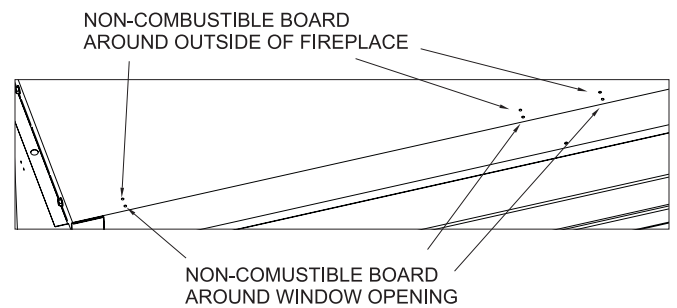 NON-COMBUSTIBLE BOARD
AROUND OUTSIDE OF FIREPLACE
NON-COMUSTIBLE BOARD
AROUND WINDOW OPENING